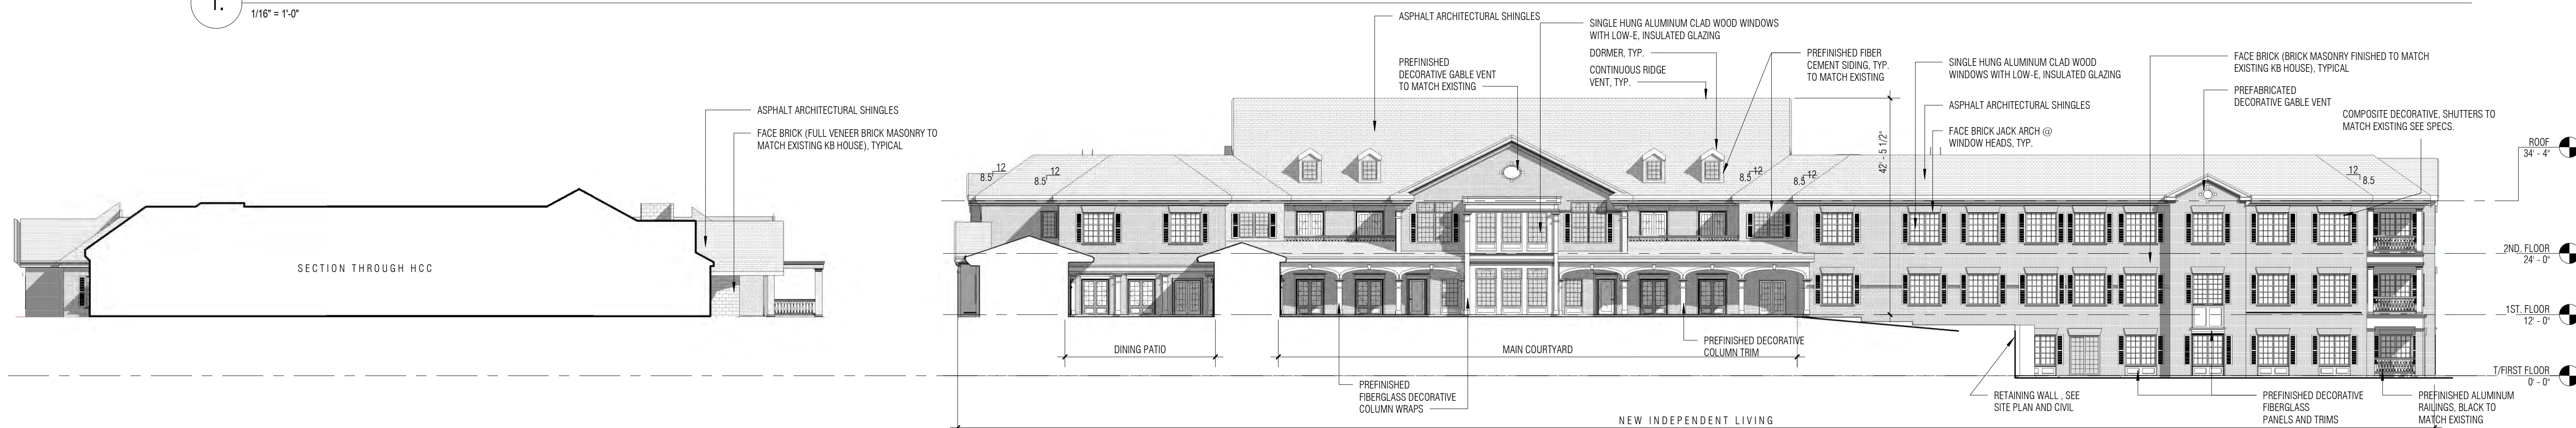 1.
1/16" = 1'-0"
ASPHALT ARCHITECTURAL SHINGLES
FACE BRICK (FULL VENEER BRICK MASONRY TO
MATCH EXISTING KB HOUSE), TYPICAL
SECTION THROUGH HCC
ASPHALT ARCHITECTURAL SHINGLES
PREFINISHED
DECORATIVE GABLE VENT
TO MATCH EXISTING
SINGLE HUNG ALUMINUM CLAD WOOD WINDOWS
WITH LOW-E, INSULATED GLAZING
DORMER, TYP.
CONTINUOUS RIDGE
VENT, TYP.
PREFINISHED FIBER
CEMENT SIDING, TYP.
TO MATCH EXISTING
42' - 5 1/2"
SINGLE HUNG ALUMINUM CLAD WOOD
WINDOWS WITH LOW-E, INSULATED GLAZING
ASPHALT ARCHITECTURAL SHINGLES
FACE BRICK JACK ARCH @
WINDOW HEADS, TYP.
FACE BRICK (BRICK MASONRY FINISHED TO MATCH
EXISTING KB HOUSE), TYPICAL
PREFABRICATED
DECORATIVE GABLE VENT
COMPOSITE DECORATIVE, SHUTTERS TO
MATCH EXISTING SEE SPECS.
12
8.5
12
8.5
12
8.5
12
8.5
12
8.5
ROOF
34' - 4"
2ND. FLOOR
24' - 0"
1ST. FLOOR
12' - 0"
T/FIRST FLOOR
0' - 0"
DINING PATIO
MAIN COURTYARD
PREFINISHED DECORATIVE
COLUMN TRIM
PREFINISHED
FIBERGLASS DECORATIVE
COLUMN WRAPS
RETAINING WALL , SEE
SITE PLAN AND CIVIL
PREFINISHED DECORATIVE
FIBERGLASS
PANELS AND TRIMS
PREFINISHED ALUMINUM
RAILINGS, BLACK TO
MATCH EXISTING
NEW INDEPENDENT LIVING